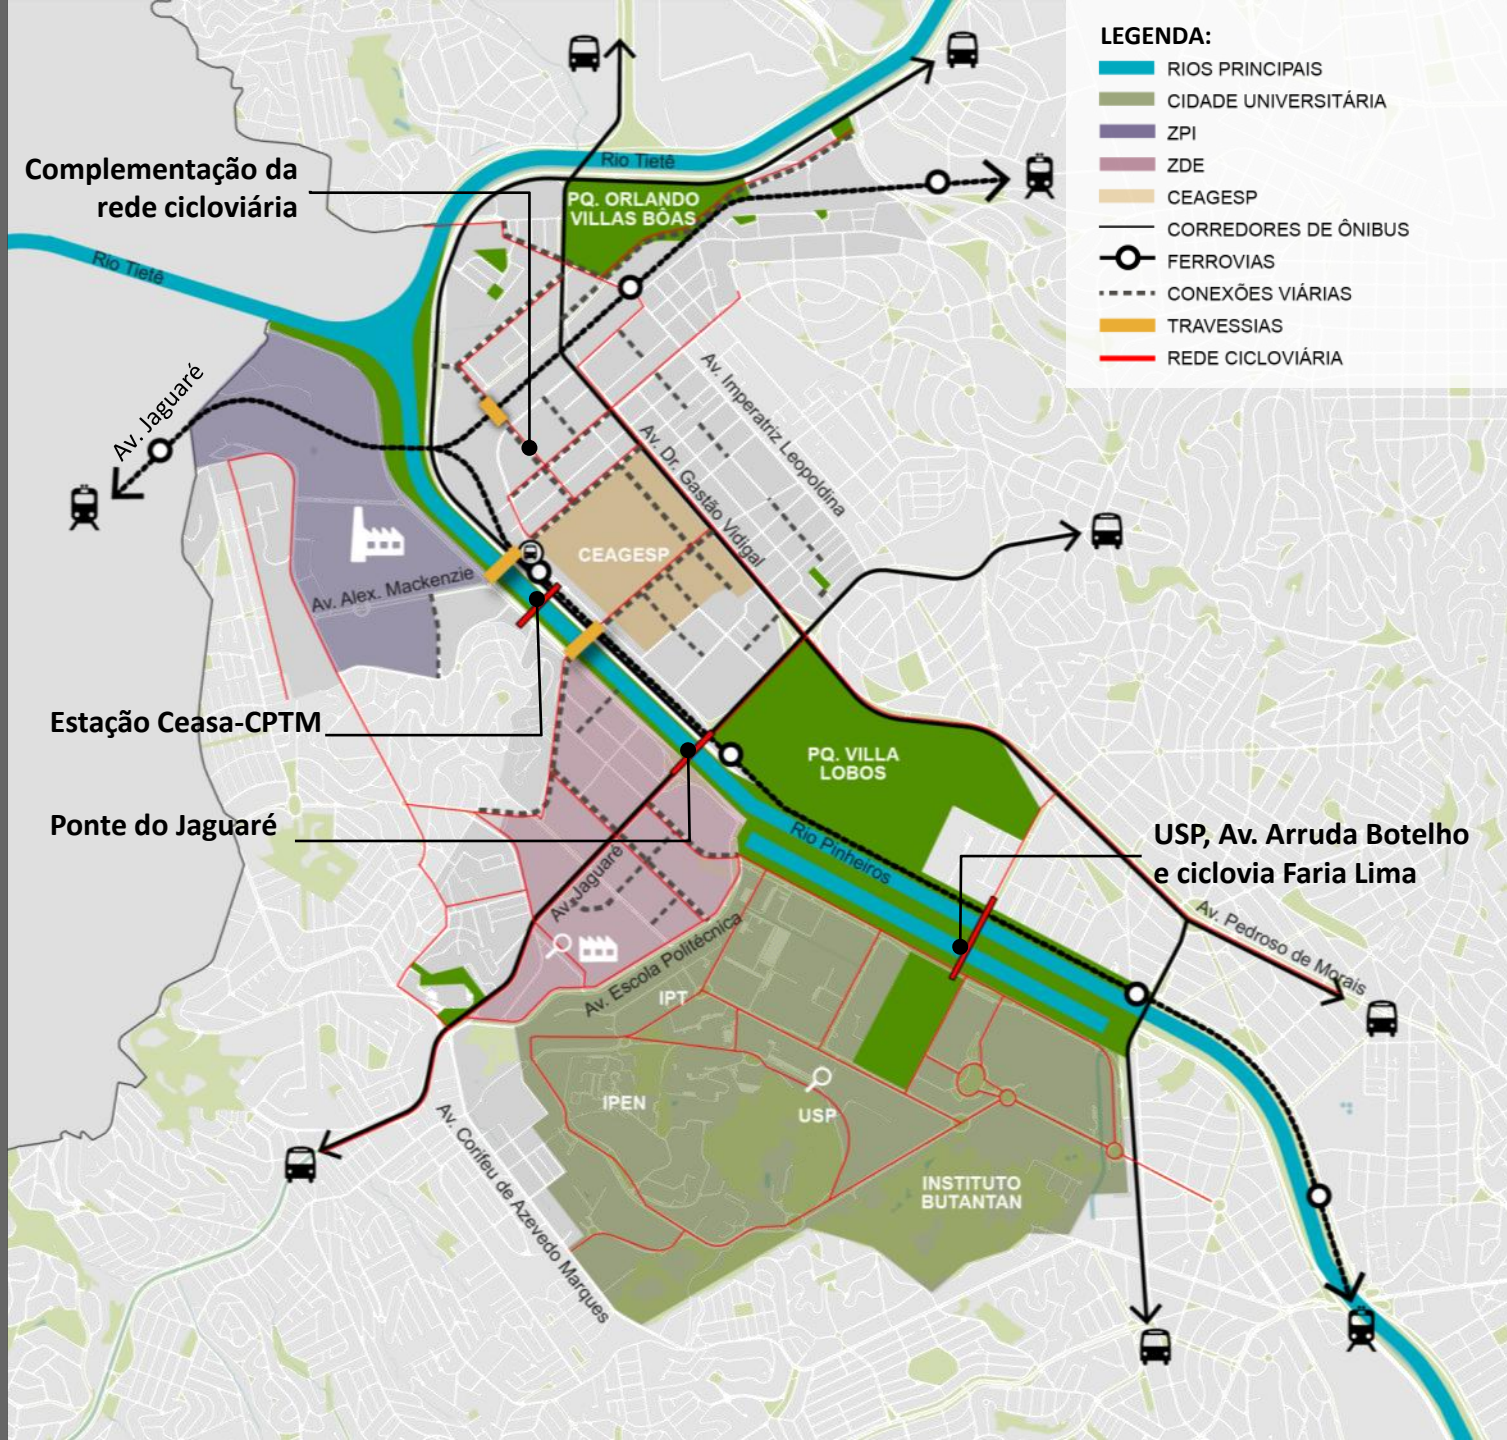 LEGENDA:
RIOS PRINCIPAIS
CIDADE UNIVERSITÁRIA
ZPI
ZDE
CEAGESP
CORREDORES DE ÔNIBUS
FERROVIAS
CONEXÕES VIÁRIAS
TRAVESSIAS
REDE CICLOVIÁRIA
Rio Tietê
Complementação da
rede cicloviária
PQ. ORLANDO
VILLAS BÔAS
Rio Tietê
Av. Jaguaré
Av. Imperatriz Leopoldina
Av. Dr. Gastão Vidigal
CEAGESP
Av. Alex. Mackenzie
Estação Ceasa-CPTM
PQ. VILLA
LOBOS
Ponte do Jaguaré
Rio Pinheiros
USP, Av. Arruda Botelho
e ciclovia Faria Lima
Av. Jaguaré
Av. Pedroso de Morais
Av. Escola Politécnica
IPT
IPEN
USP
Av. Corifeu de Azevedo Marques
INSTITUTO
BUTANTAN